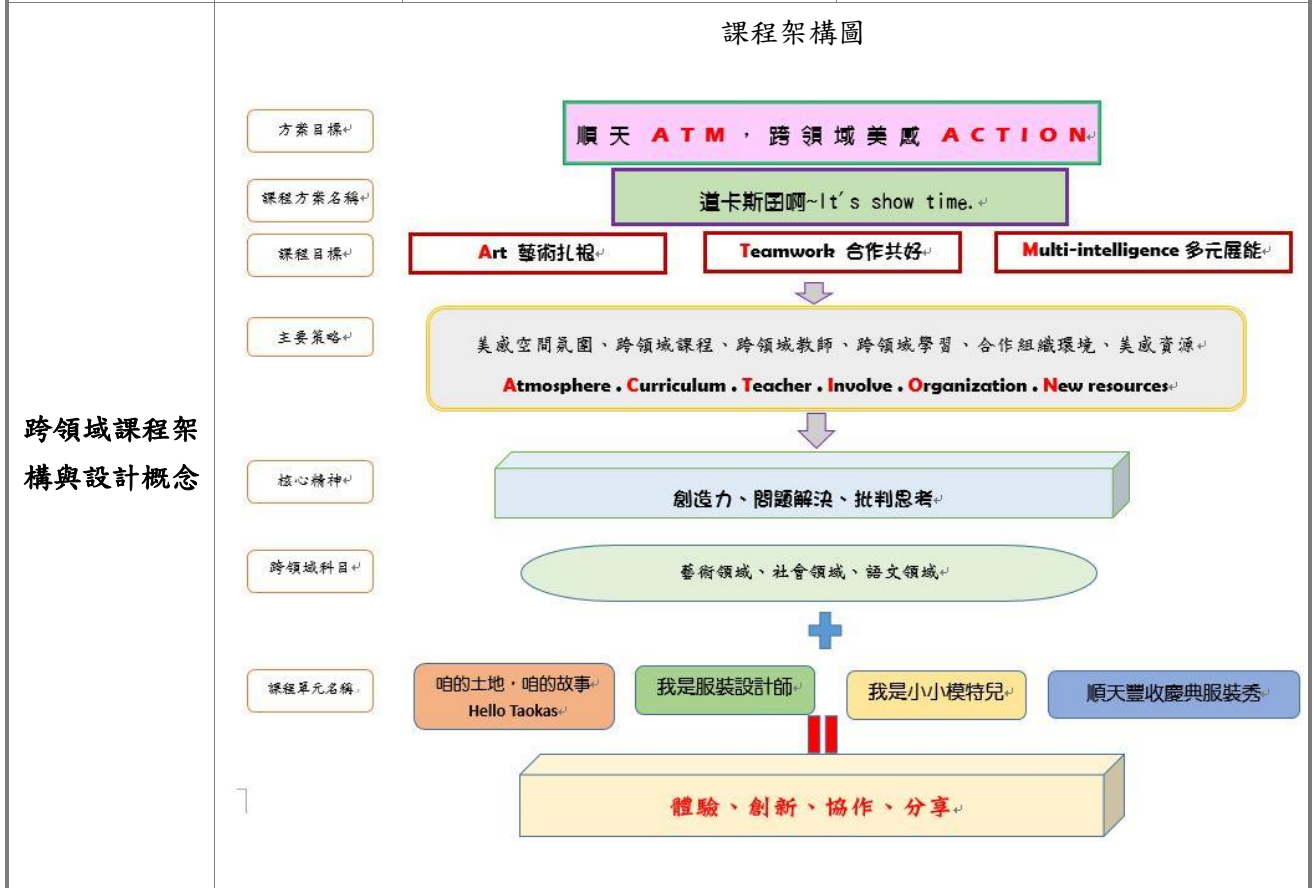 課程架構圖
跨領域課程架
構與設計概念
方案目標
順天 ATM,跨領域美感 ACTION
課程方案名稱
道卡斯囝啊~It's show time.
課程目標
Art 藝術扎根
Teamwork 合作共好
Multi-intelligence 多元展能
主要策略
美感空間氛圍、跨領域課程、跨領域教師、跨領域學習、合作組織環境、美感資源
Atmosphere . Curriculum . Teacher . Involve . Organization . New resources
核心精神
創造力、問題解決、批判思考
跨領域科目
藝術領域、社會領域、語文領域
課程單元名稱
咱的土地,咱的故事
Hello Taokas
我是服裝設計師
我是小小模特兒
順天豐收慶典服裝秀
體驗、創新、協作、分享